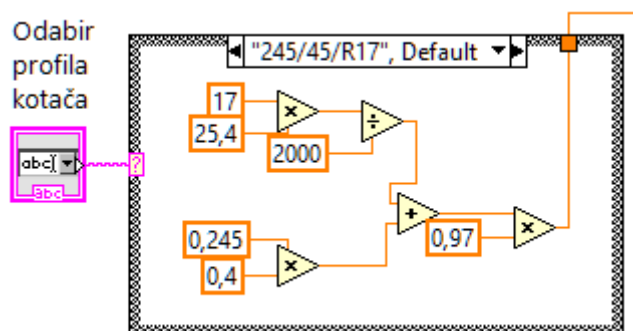 Odabir
profila
kotača
"245/45/R17", Default
17
25,4
2000
0,245
0,4
0,97
abc
abc
?
×
÷
+
×
×